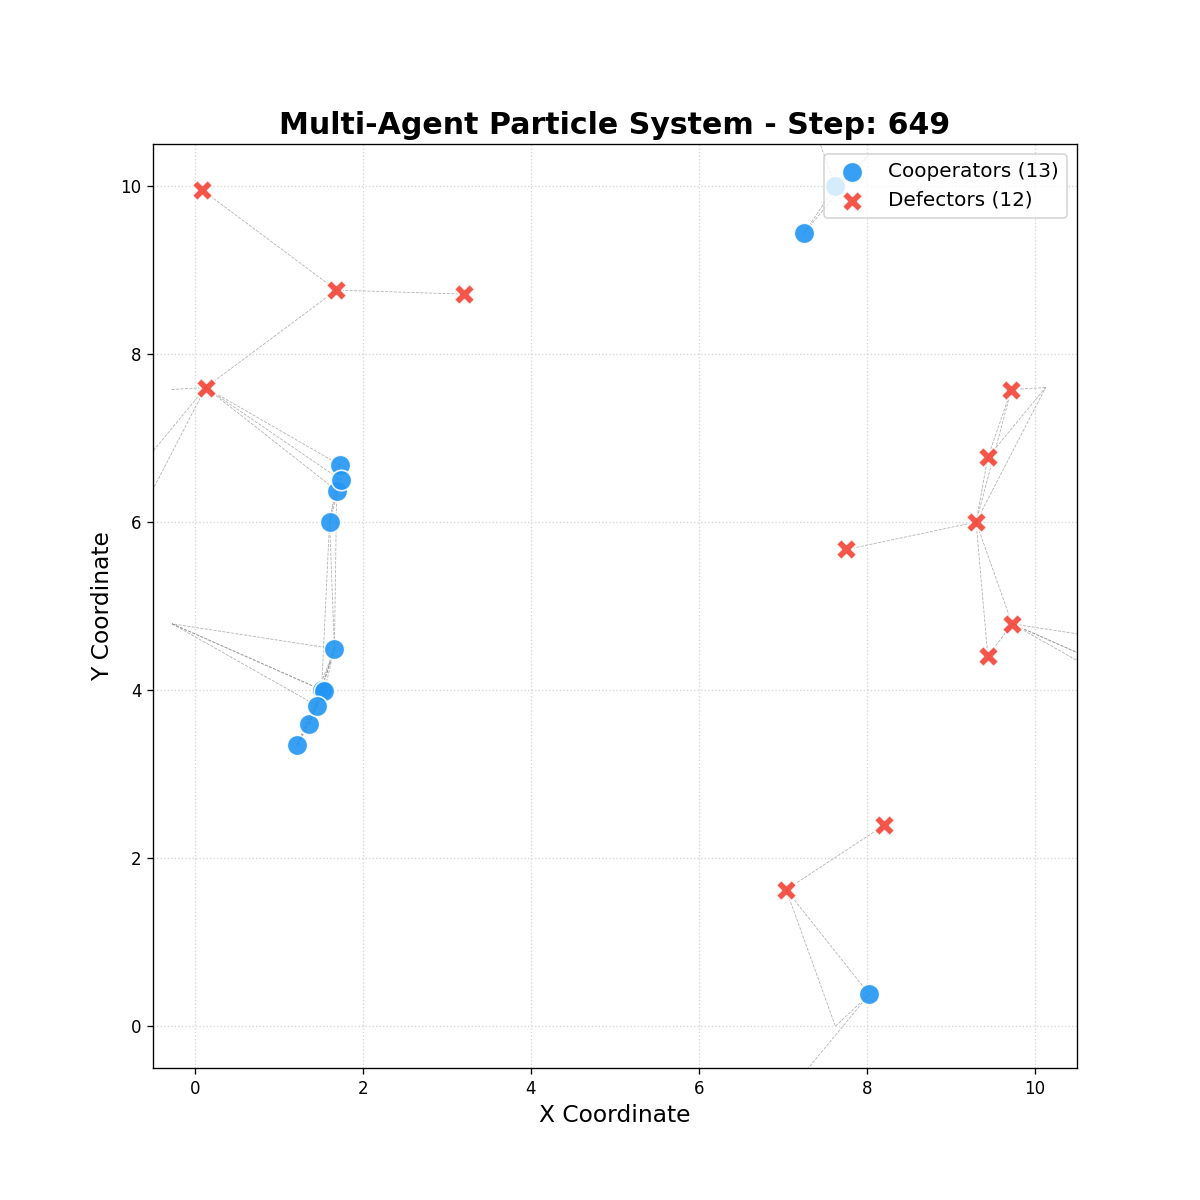 Multi-Agent Particle System - Step: 649
Cooperators (13)
Defectors (12)
10
8
6
4
2
0
Y Coordinate
0 2 4 6 8 10
X Coordinate